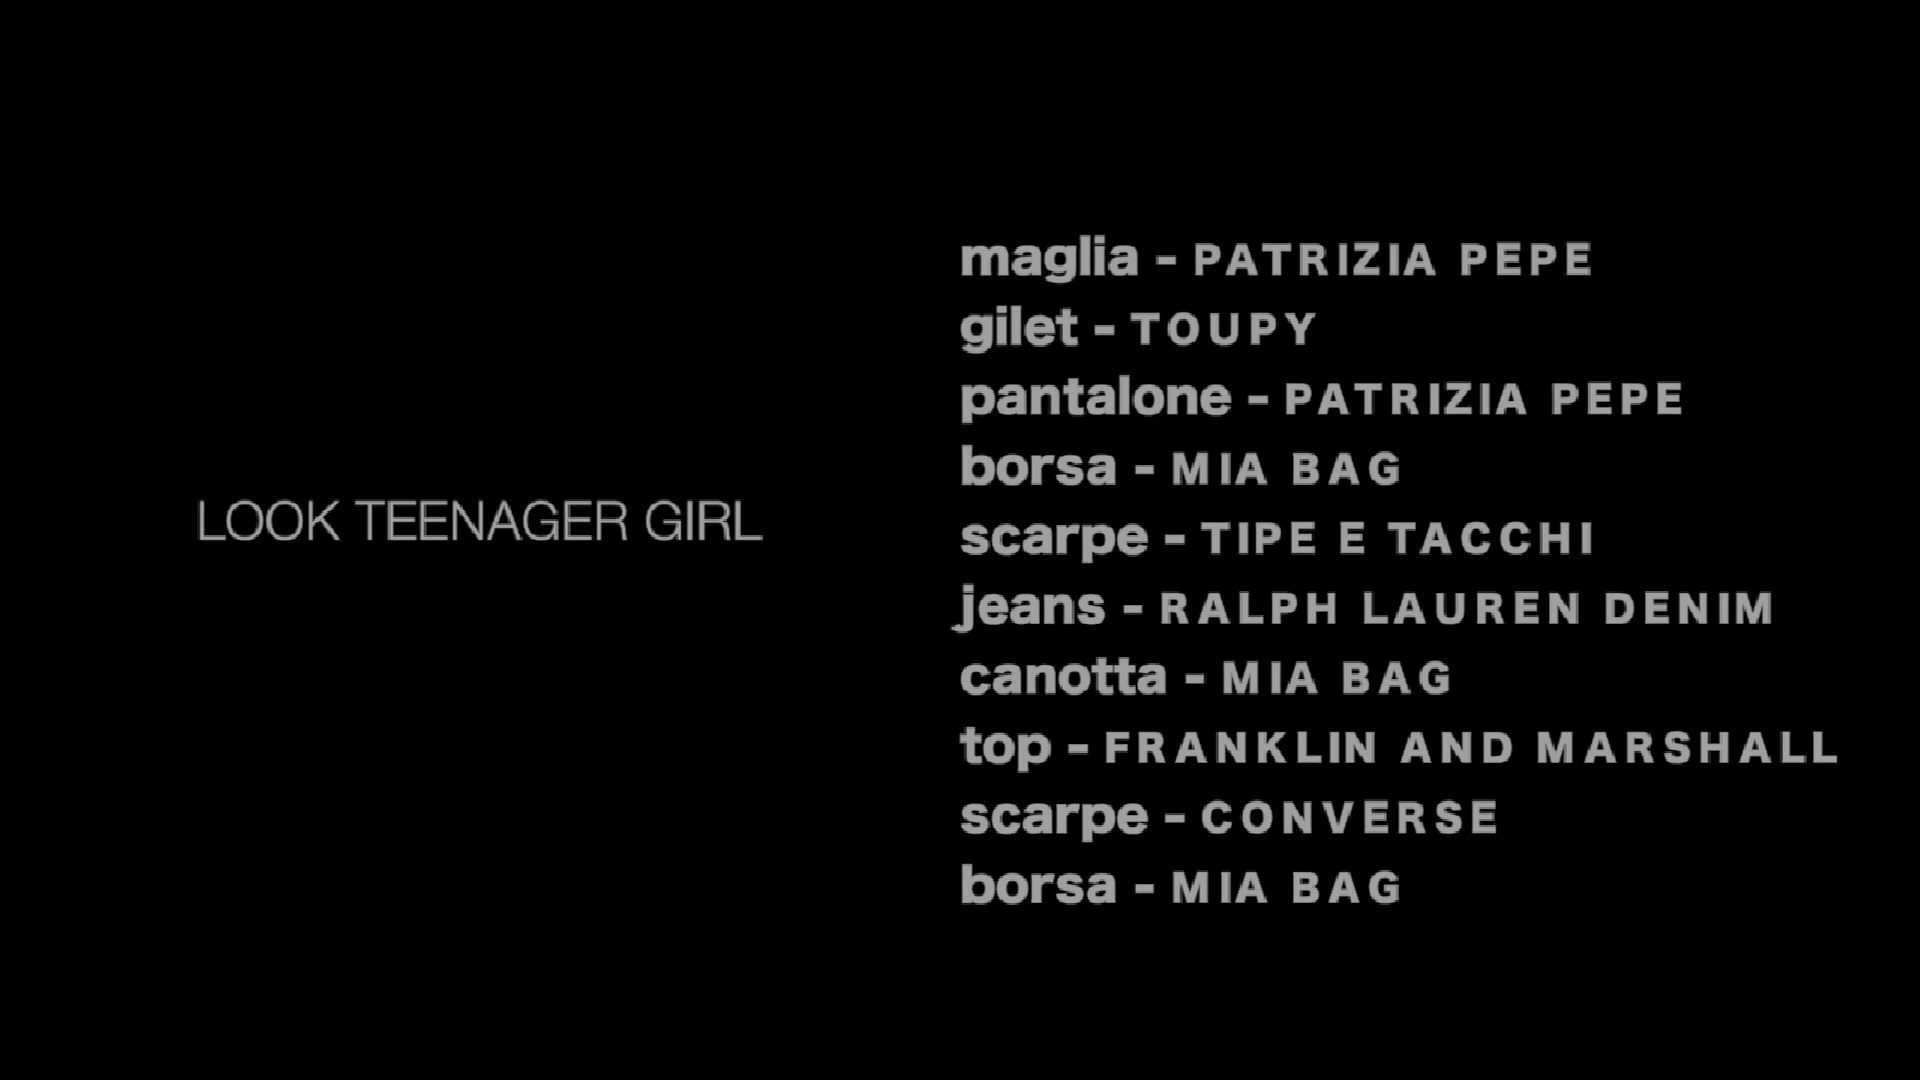 LOOK TEENAGER GIRL
maglia - PATRIZIA PEPE
gilet - TOUPY
pantalone - PATRIZIA PEPE
borsa - MIA BAG
scarpe - TIPE E TACCHI
jeans - RALPH LAUREN DENIM
canotta - MIA BAG
top - FRANKLIN AND MARSHALL
scarpe - CONVERSE
borsa - MIA BAG